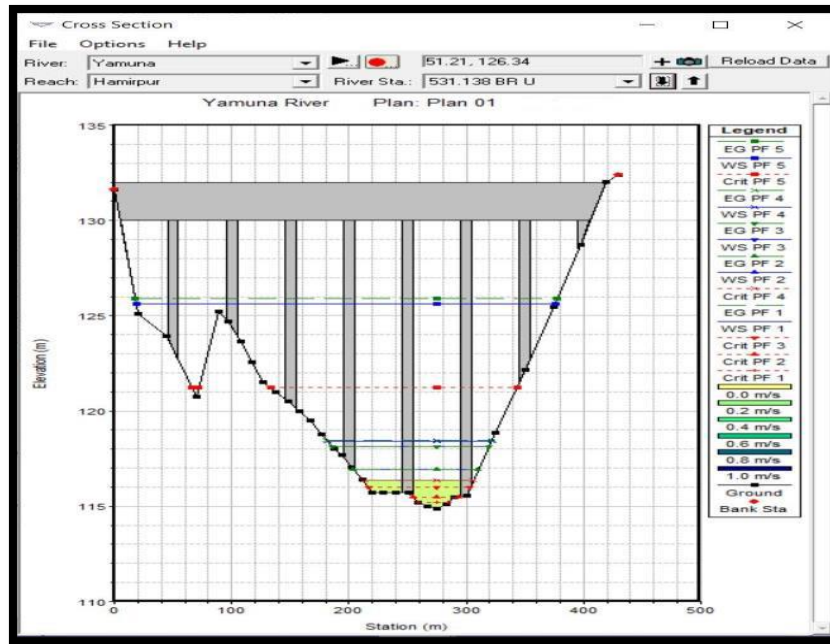 Cross Section
File Options Help
River: Yamuna 51.21, 126.34 Reload Data
Reach: Hamirpur River Sta.: 531.138 BR U
Yamuna River Plan: Plan 01
Legend
EG PF 5
WS PF 5
Crit PF 5
EG PF 4
WS PF 4
EG PF 3
WS PF 3
EG PF 2
WS PF 2
Crit PF 4
EG PF 1
WS PF 1
Crit PF 3
Crit PF 2
Crit PF 1
0.0 m/s
0.2 m/s
0.4 m/s
0.6 m/s
0.8 m/s
1.0 m/s
Ground
Bank Sta
Elevation (m)
135
130
125
120
115
110
0 100 200 300 400 500
Station (m)